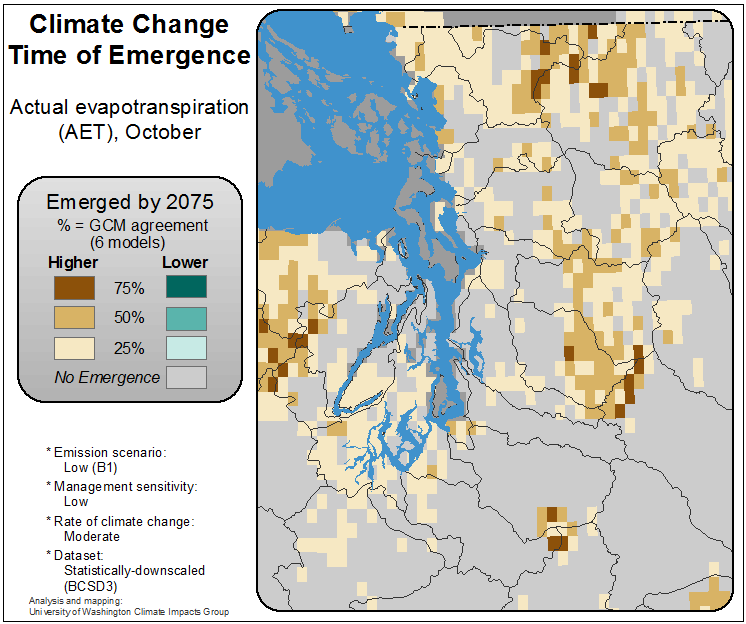 Climate Change
Time of Emergence
Actual evapotranspiration
(AET), October
Emerged by 2075
% = GCM agreement
(6 models)
Higher Lower
75%
50%
25%
No Emergence
* Emission scenario:
Low (B1)
* Management sensitivity:
Low
* Rate of climate change:
Moderate
* Dataset:
Statistically-downscaled
(BCSD3)
Analysis and mapping:
University of Washington Climate Impacts Group